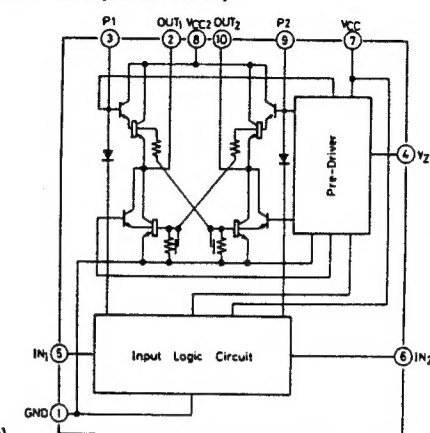 P1 OUT1 VCC2 OUT2 P2 VCC
3 2 8 10 9 7
4 VZ
Pre-Driver
IN1 5 Input Logic Circuit 6 IN2
GND 1